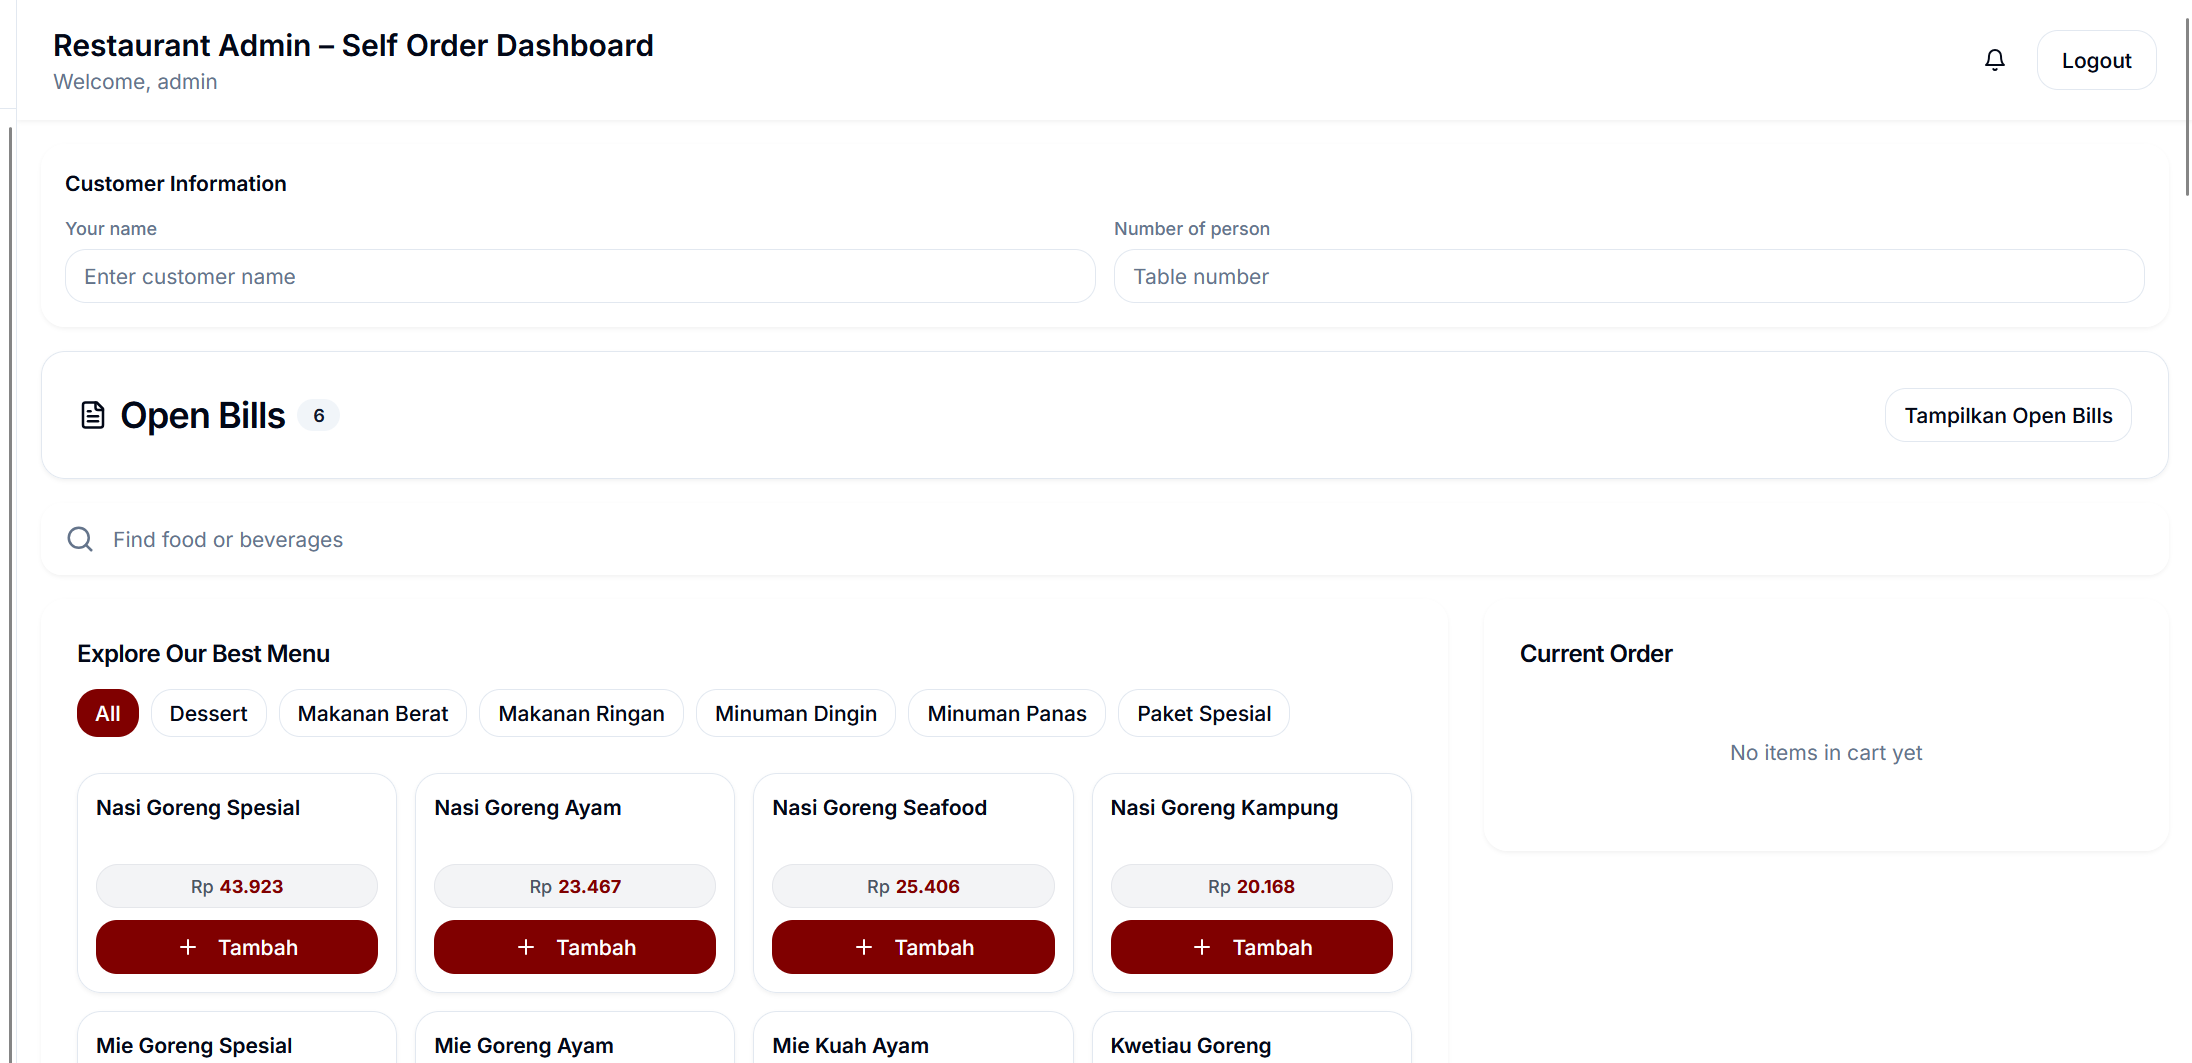 Restaurant Admin – Self Order Dashboard
Welcome, admin
Logout
Customer Information
Your name
Number of person
Enter customer name
Table number
Open Bills 6
Tampilkan Open Bills
Find food or beverages
Explore Our Best Menu
All Dessert Makanan Berat Makanan Ringan Minuman Dingin Minuman Panas Paket Spesial
Nasi Goreng Spesial
Rp 43.923
+ Tambah
Nasi Goreng Ayam
Rp 23.467
+ Tambah
Nasi Goreng Seafood
Rp 25.406
+ Tambah
Nasi Goreng Kampung
Rp 20.168
+ Tambah
Mie Goreng Spesial
Mie Goreng Ayam
Mie Kuah Ayam
Kwetiau Goreng
Current Order
No items in cart yet